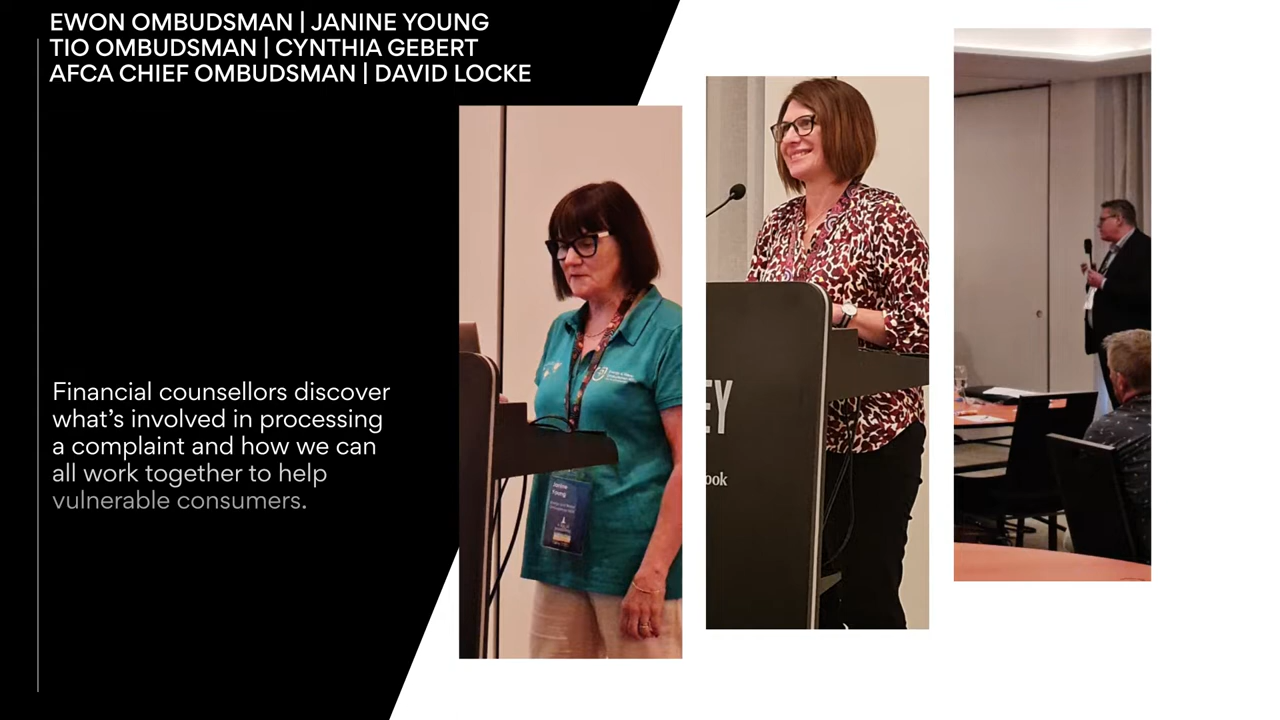 EWON OMBUDSMAN | JANINE YOUNG
TIO OMBUDSMAN | CYNTHIA GEBERT
AFCA CHIEF OMBUDSMAN | DAVID LOCKE
Financial counsellors discover
what's involved in processing
a complaint and how we can
all work together to help
vulnerable consumers.
Janine
Young
EY
ook